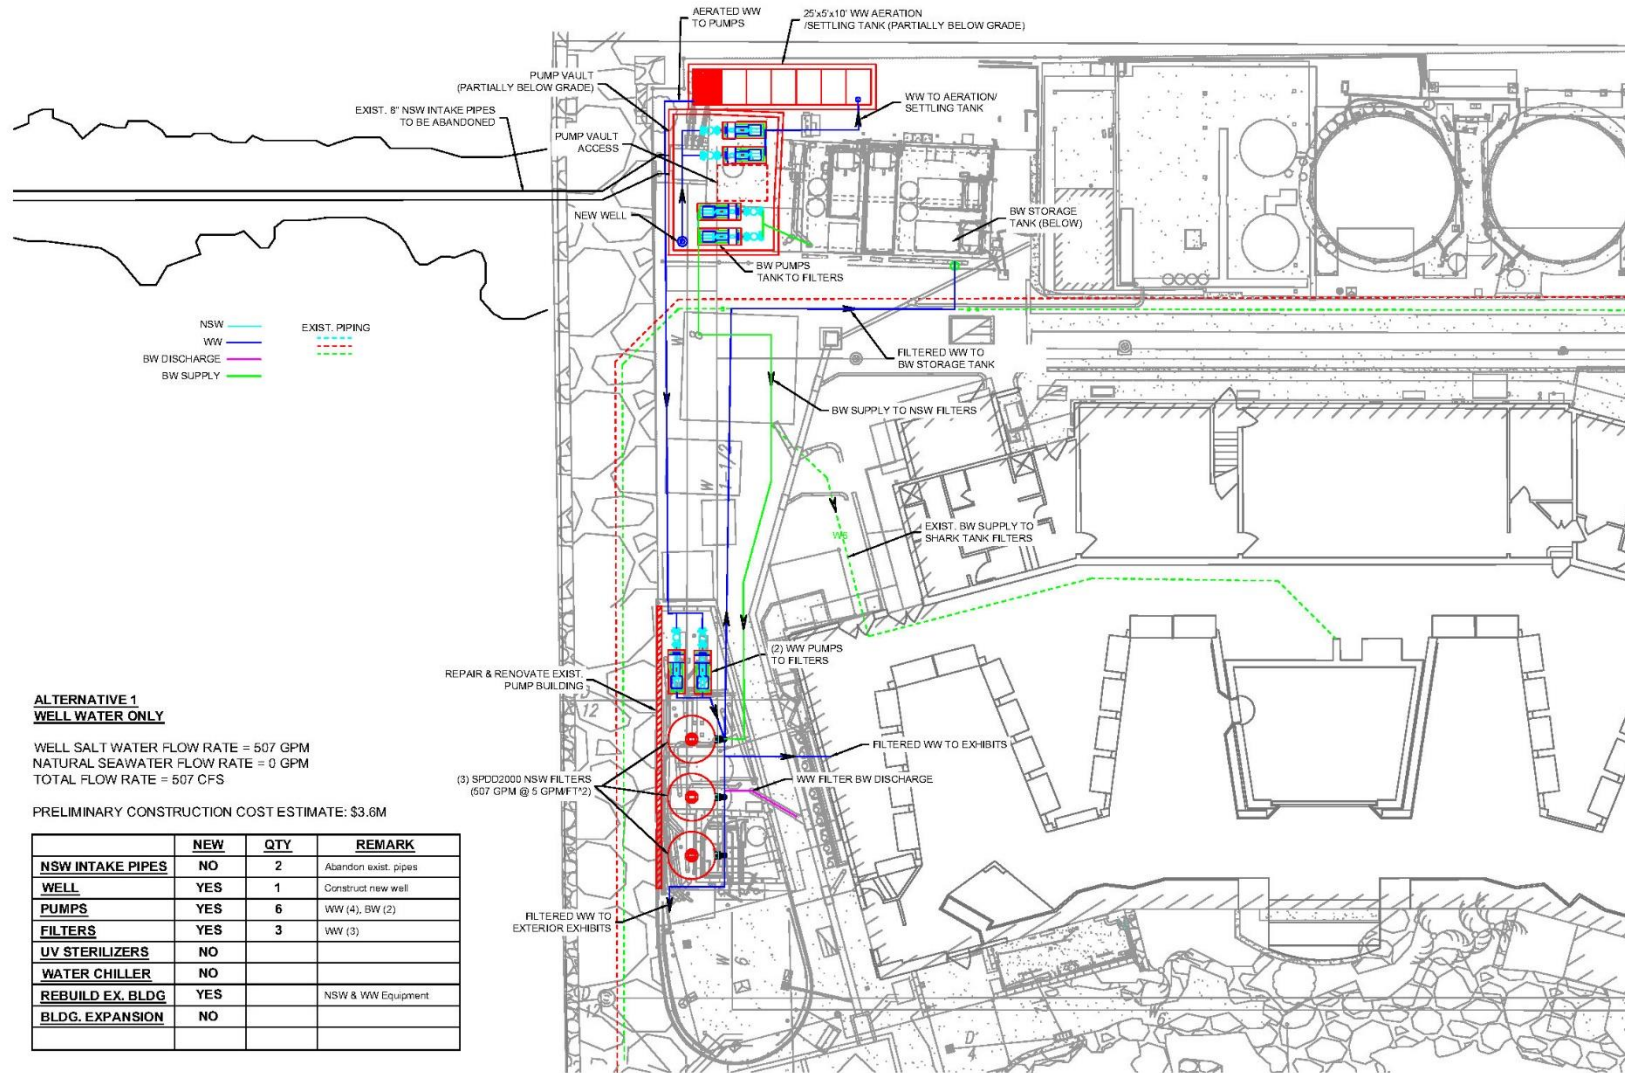 AERATED WW
TO PUMPS
25'x5'x10' WW AERATION
/SETTLING TANK (PARTIALLY BELOW GRADE)
PUMP VAULT
(PARTIALLY BELOW GRADE)
WW TO AERATION/
SETTLING TANK
EXIST. 8" NSW INTAKE PIPES
TO BE ABANDONED
PUMP VAULT
ACCESS
NEW WELL
BW STORAGE
TANK (BELOW)
BW PUMPS
TANK TO FILTERS
NSW
WW
BW DISCHARGE
BW SUPPLY
EXIST. PIPING
W
8
FILTERED WW TO
BW STORAGE TANK
BW SUPPLY TO NSW FILTERS
W
1-1/2
EXIST. BW SUPPLY TO
SHARK TANK FILTERS
(2) WW PUMPS
TO FILTERS
REPAIR & RENOVATE EXIST.
PUMP BUILDING
12
FILTERED WW TO EXHIBITS
(3) SPDD2000 NSW FILTERS
(507 GPM @ 5 GPM/FT^2)
WW FILTER BW DISCHARGE
FILTERED WW TO
EXTERIOR EXHIBITS
W
6
12
D
4
W
6
ALTERNATIVE 1
WELL WATER ONLY
WELL SALT WATER FLOW RATE = 507 GPM
NATURAL SEAWATER FLOW RATE = 0 GPM
TOTAL FLOW RATE = 507 CFS
PRELIMINARY CONSTRUCTION COST ESTIMATE: $3.6M
NEW QTY REMARK
NSW INTAKE PIPES NO 2 Abandon exist. pipes
WELL YES 1 Construct new well
PUMPS YES 6 WW (4), BW (2)
FILTERS YES 3 WW (3)
UV STERILIZERS NO
WATER CHILLER NO
REBUILD EX. BLDG YES NSW & WW Equipment
BLDG. EXPANSION NO